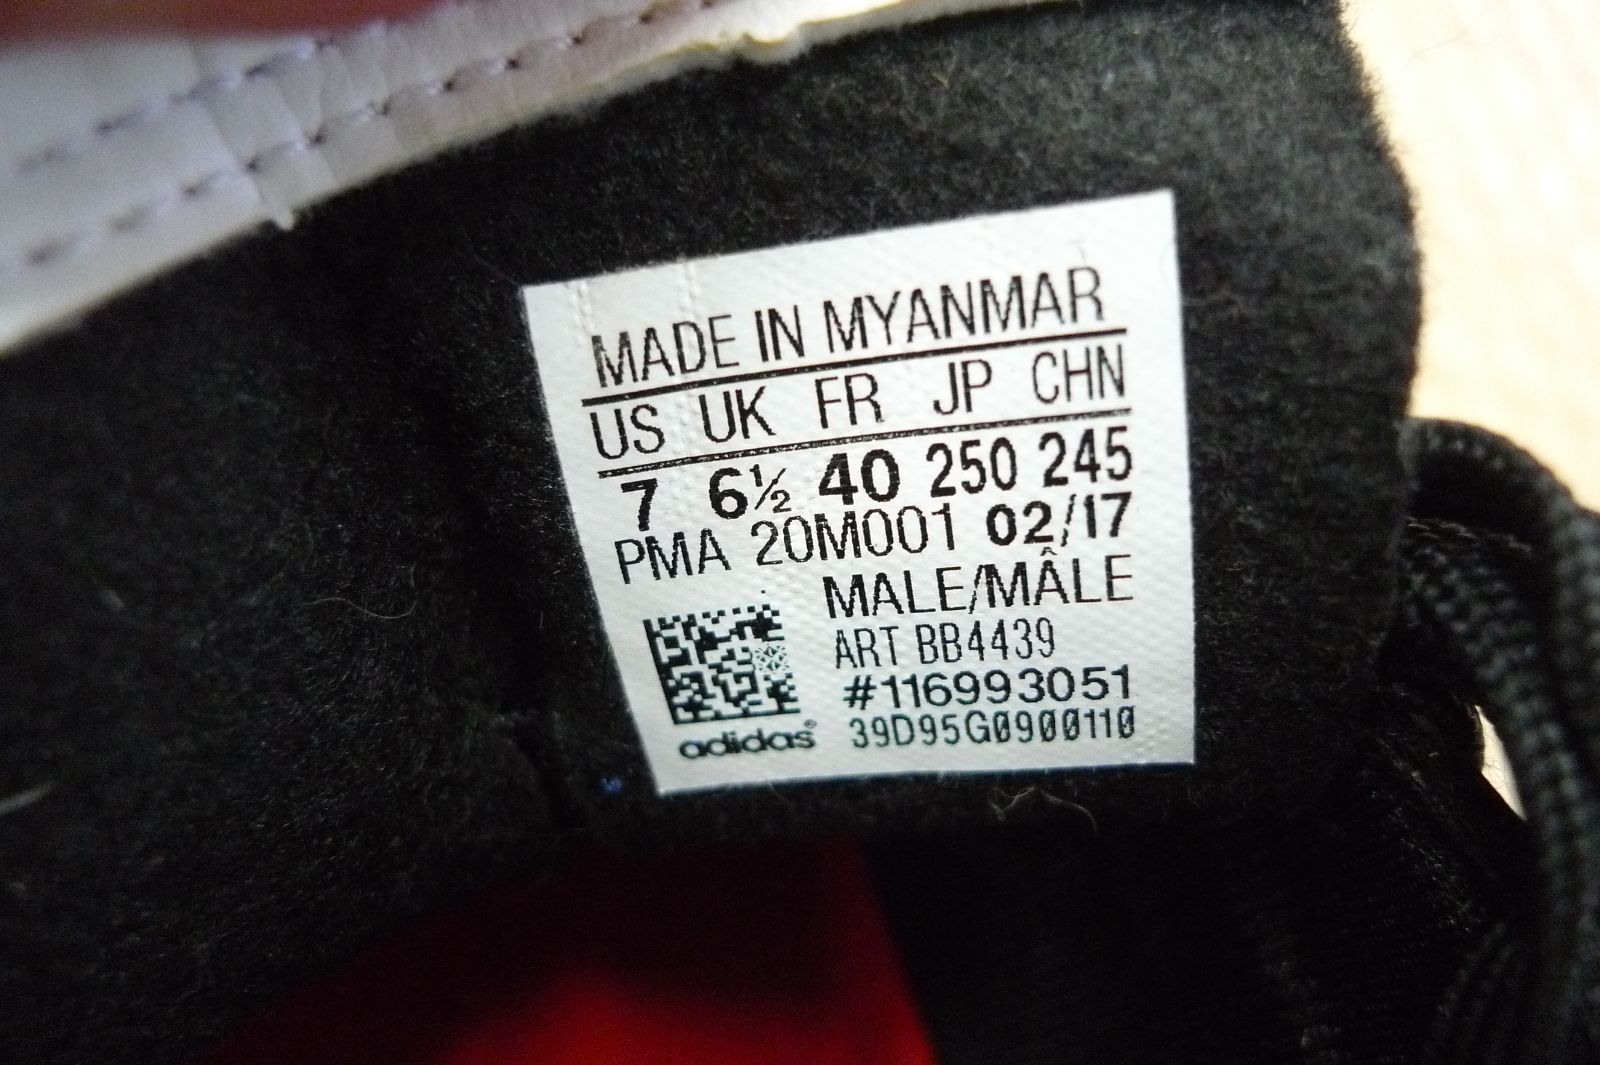 MADE IN MYANMAR
US UK FR JP CHN
7 6½ 40 250 245
PMA 20M001 02/17
MALE/MÂLE
ART BB4439
#116993051
adidas® 39D95G0900110